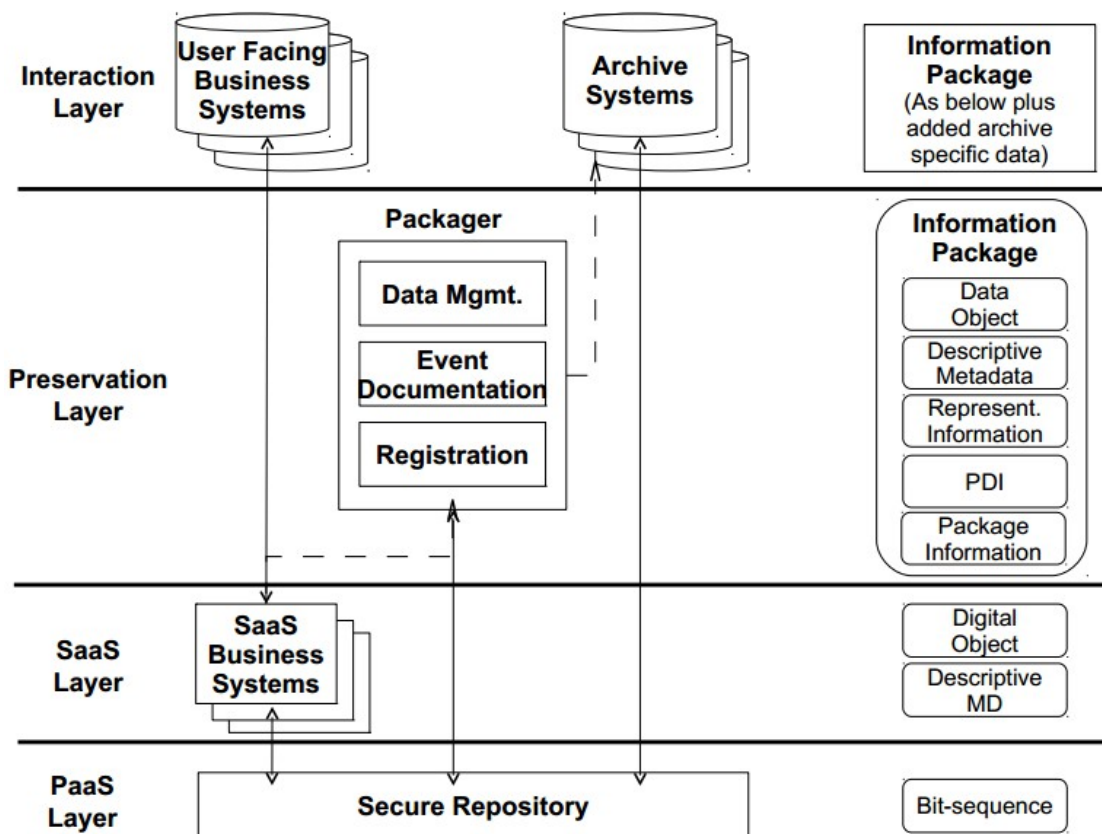 Interaction
Layer
User Facing
Business
Systems
Archive
Systems
Information
Package
(As below plus
added archive
specific data)
Preservation
Layer
Packager
Data Mgmt.
Event
Documentation
Registration
Information
Package
Data
Object
Descriptive
Metadata
Represent.
Information
PDI
Package
Information
SaaS
Layer
SaaS
Business
Systems
Digital
Object
Descriptive
MD
PaaS
Layer
Secure Repository
Bit-sequence